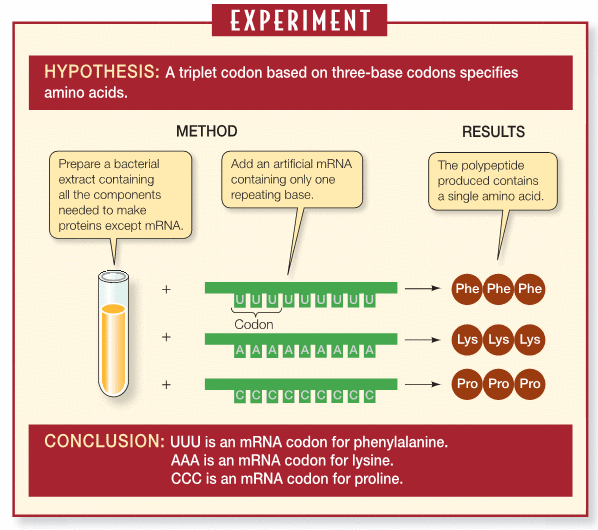 EXPERIMENT
HYPOTHESIS: A triplet codon based on three-base codons specifies
amino acids.
METHOD
RESULTS
Prepare a bacterial
extract containing
all the components
needed to make
proteins except mRNA.
Add an artificial mRNA
containing only one
repeating base.
The polypeptide
produced contains
a single amino acid.
+ U U U U U U U U U Phe Phe Phe
Codon
+ A A A A A A A A A Lys Lys Lys
+ C C C C C C C C C Pro Pro Pro
CONCLUSION: UUU is an mRNA codon for phenylalanine.
AAA is an mRNA codon for lysine.
CCC is an mRNA codon for proline.